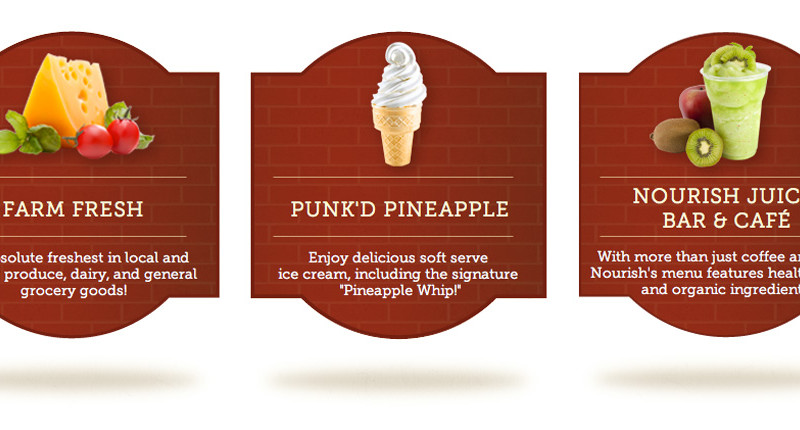 FARM FRESH
solute freshest in local and
produce, dairy, and general
grocery goods!
PUNK'D PINEAPPLE
Enjoy delicious soft serve
ice cream, including the signature
"Pineapple Whip!"
NOURISH JUIC
BAR & CAFÉ
With more than just coffee a
Nourish's menu features healt
and organic ingredient